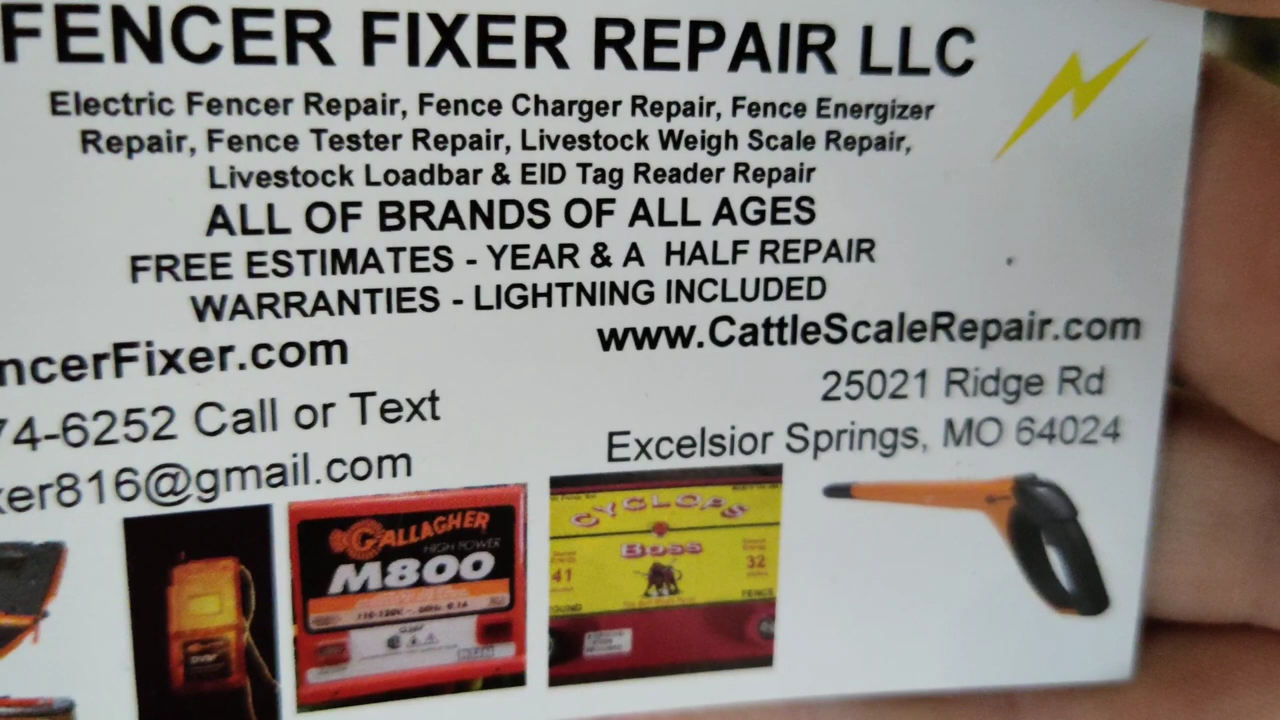 FENCER FIXER REPAIR LLC
Electric Fencer Repair, Fence Charger Repair, Fence Energizer
Repair, Fence Tester Repair, Livestock Weigh Scale Repair,
Livestock Loadbar & EID Tag Reader Repair
ALL OF BRANDS OF ALL AGES
FREE ESTIMATES - YEAR & A HALF REPAIR
WARRANTIES - LIGHTNING INCLUDED
ncerFixer.com
www.CattleScaleRepair.com
74-6252 Call or Text
25021 Ridge Rd
xer816@gmail.com
Excelsior Springs, MO 64024
GALLAGHER
HIGH POWER
M800
CYCLOPS
BOSS
41
32
FENCE